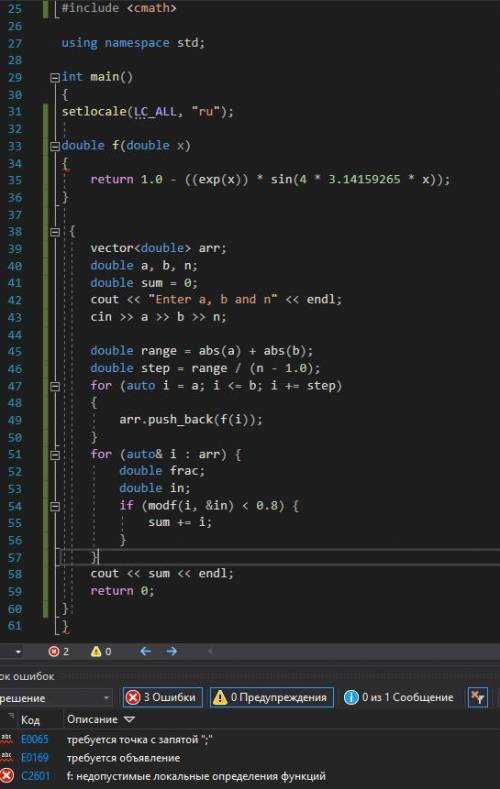 25 #include <cmath>
26
27 using namespace std;
28
29 int main()
30 {
31 setlocale(LC_ALL, "ru");
32
33 double f(double x)
34 {
35 return 1.0 - ((exp(x)) * sin(4 * 3.14159265 * x));
36 }
37
38 {
39 vector<double> arr;
40 double a, b, n;
41 double sum = 0;
42 cout << "Enter a, b and n" << endl;
43 cin >> a >> b >> n;
44
45 double range = abs(a) + abs(b);
46 double step = range / (n - 1.0);
47 for (auto i = a; i <= b; i += step)
48 {
49 arr.push_back(f(i));
50 }
51 for (auto& i : arr) {
52 double frac;
53 double in;
54 if (modf(i, &in) < 0.8) {
55 sum += i;
56 }
57 }
58 cout << sum << endl;
59 return 0;
60 }
61 }
2 0
ок ошибок
решение 3 Ошибки 0 Предупреждения 0 из 1 Сообщение
Код Описание
abc E0065 требуется точка с запятой ";"
abc E0169 требуется объявление
C2601 f: недопустимые локальные определения функций